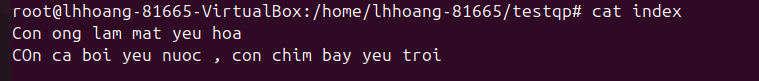 root@lhhoang-81665-VirtualBox:/home/lhhoang-81665/testqp# cat index
Con ong lam mat yeu hoa
COn ca boi yeu nuoc , con chim bay yeu troi